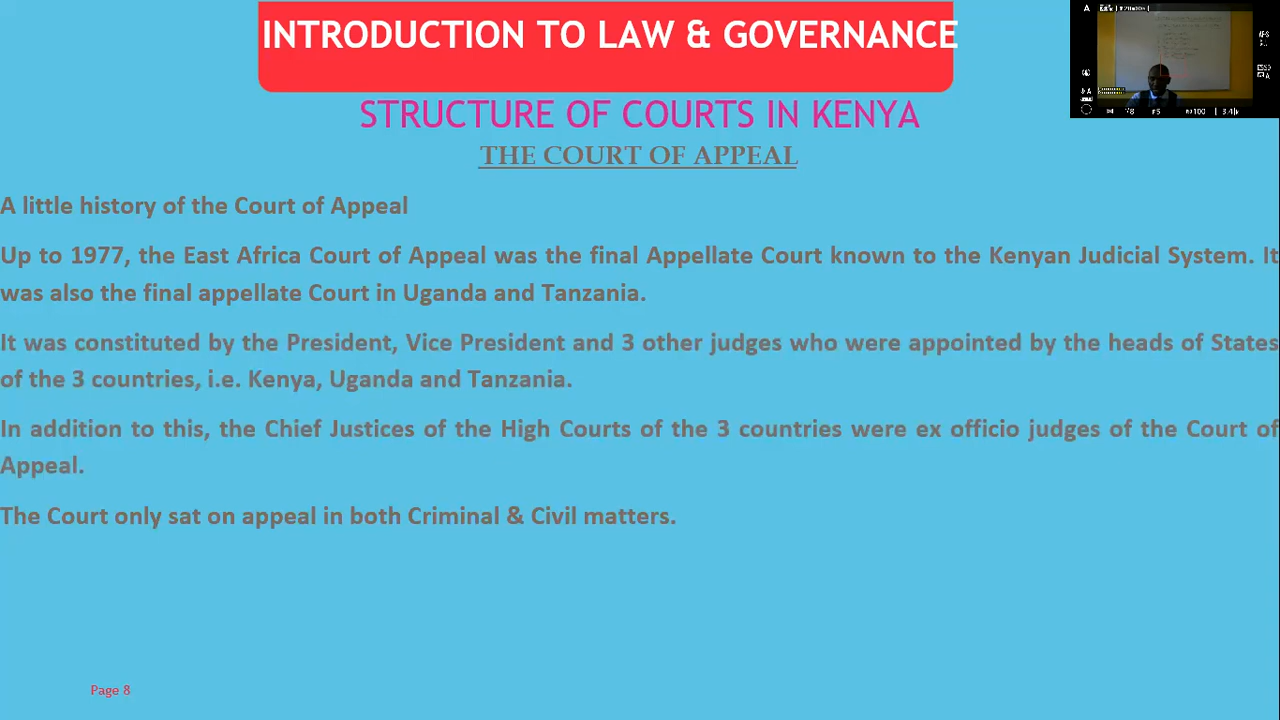 INTRODUCTION TO LAW & GOVERNANCE
STRUCTURE OF COURTS IN KENYA
THE COURT OF APPEAL
A little history of the Court of Appeal
Up to 1977, the East Africa Court of Appeal was the final Appellate Court known to the Kenyan Judicial System. It
was also the final appellate Court in Uganda and Tanzania.
It was constituted by the President, Vice President and 3 other judges who were appointed by the heads of States
of the 3 countries, i.e. Kenya, Uganda and Tanzania.
In addition to this, the Chief Justices of the High Courts of the 3 countries were ex officio judges of the Court of
Appeal.
The Court only sat on appeal in both Criminal & Civil matters.
Page 8